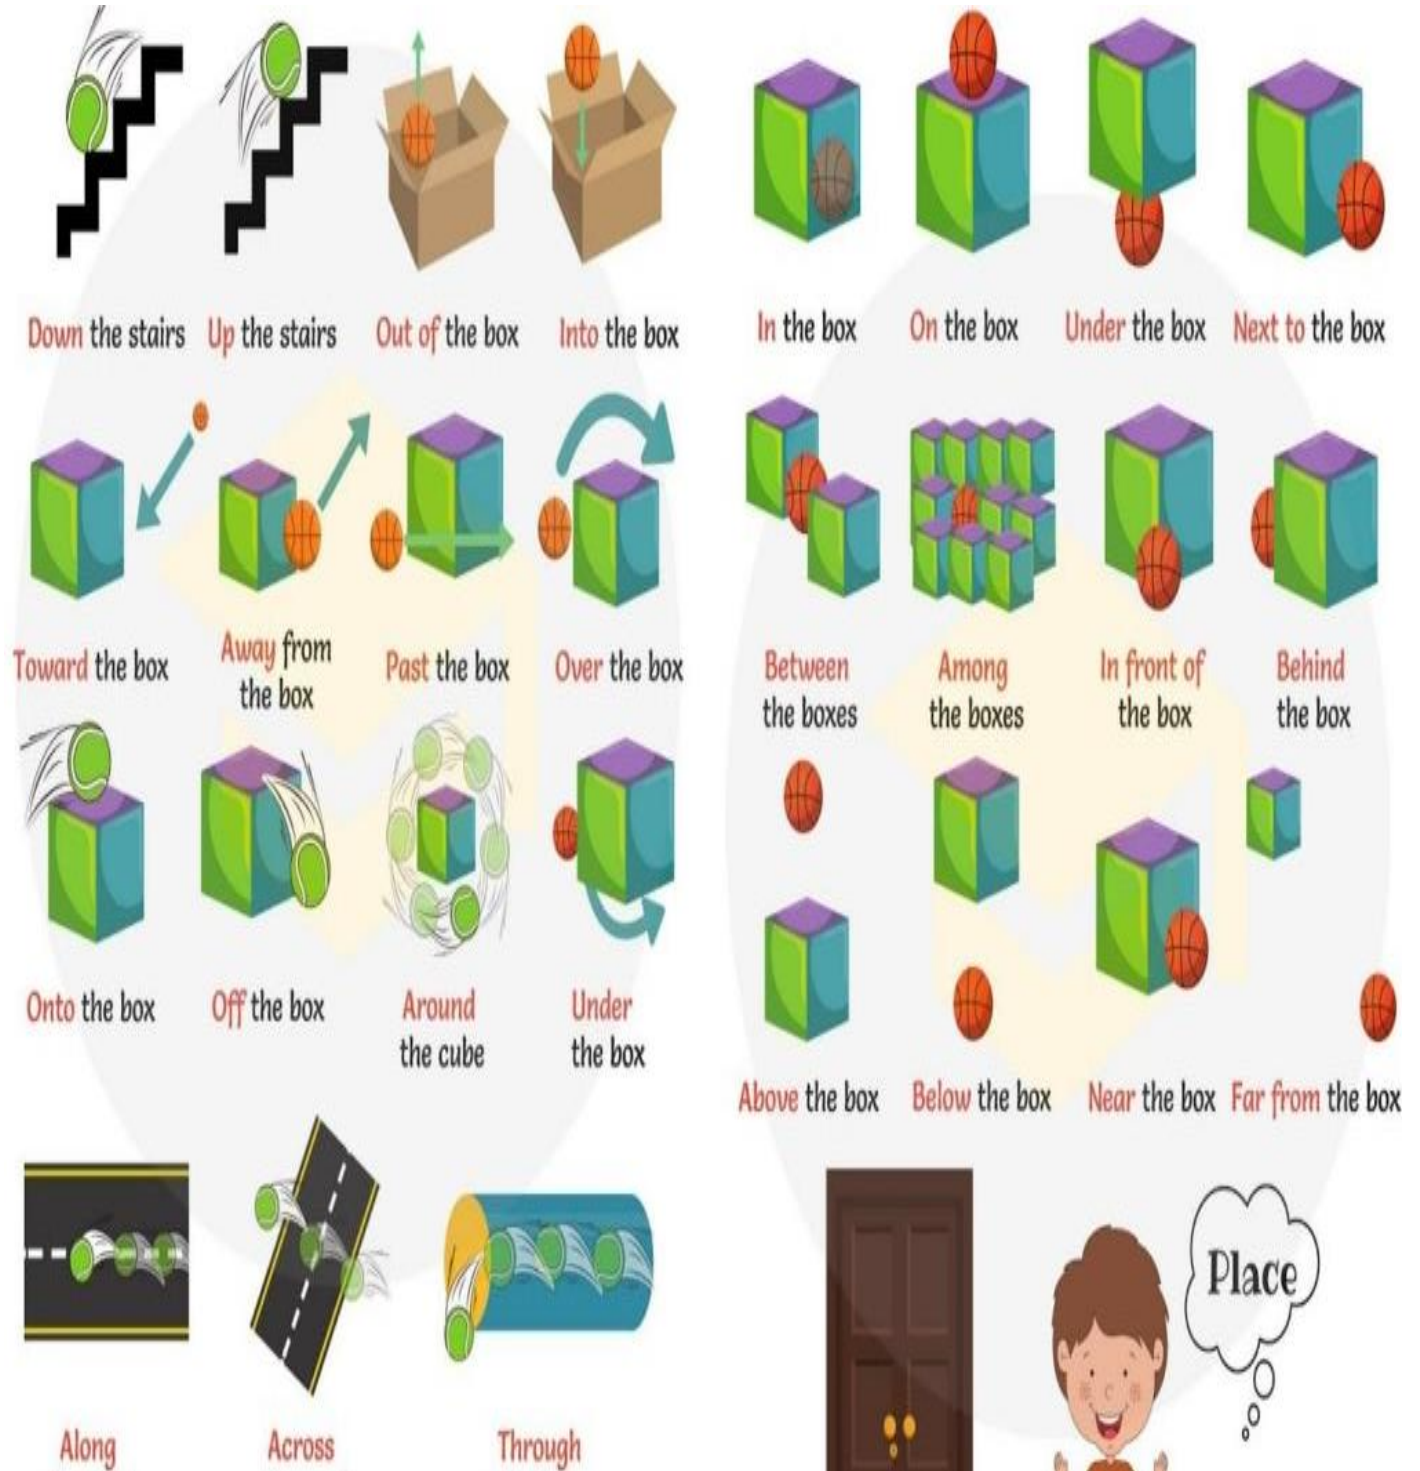 Down the stairs
Up the stairs
Out of the box
Into the box
Toward the box
Away from
the box
Past the box
Over the box
Onto the box
Off the box
Around
the cube
Under
the box
Along
Across
Through
In the box
On the box
Under the box
Next to the box
Between
the boxes
Among
the boxes
In front of
the box
Behind
the box
Above the box
Below the box
Near the box
Far from the box
Place